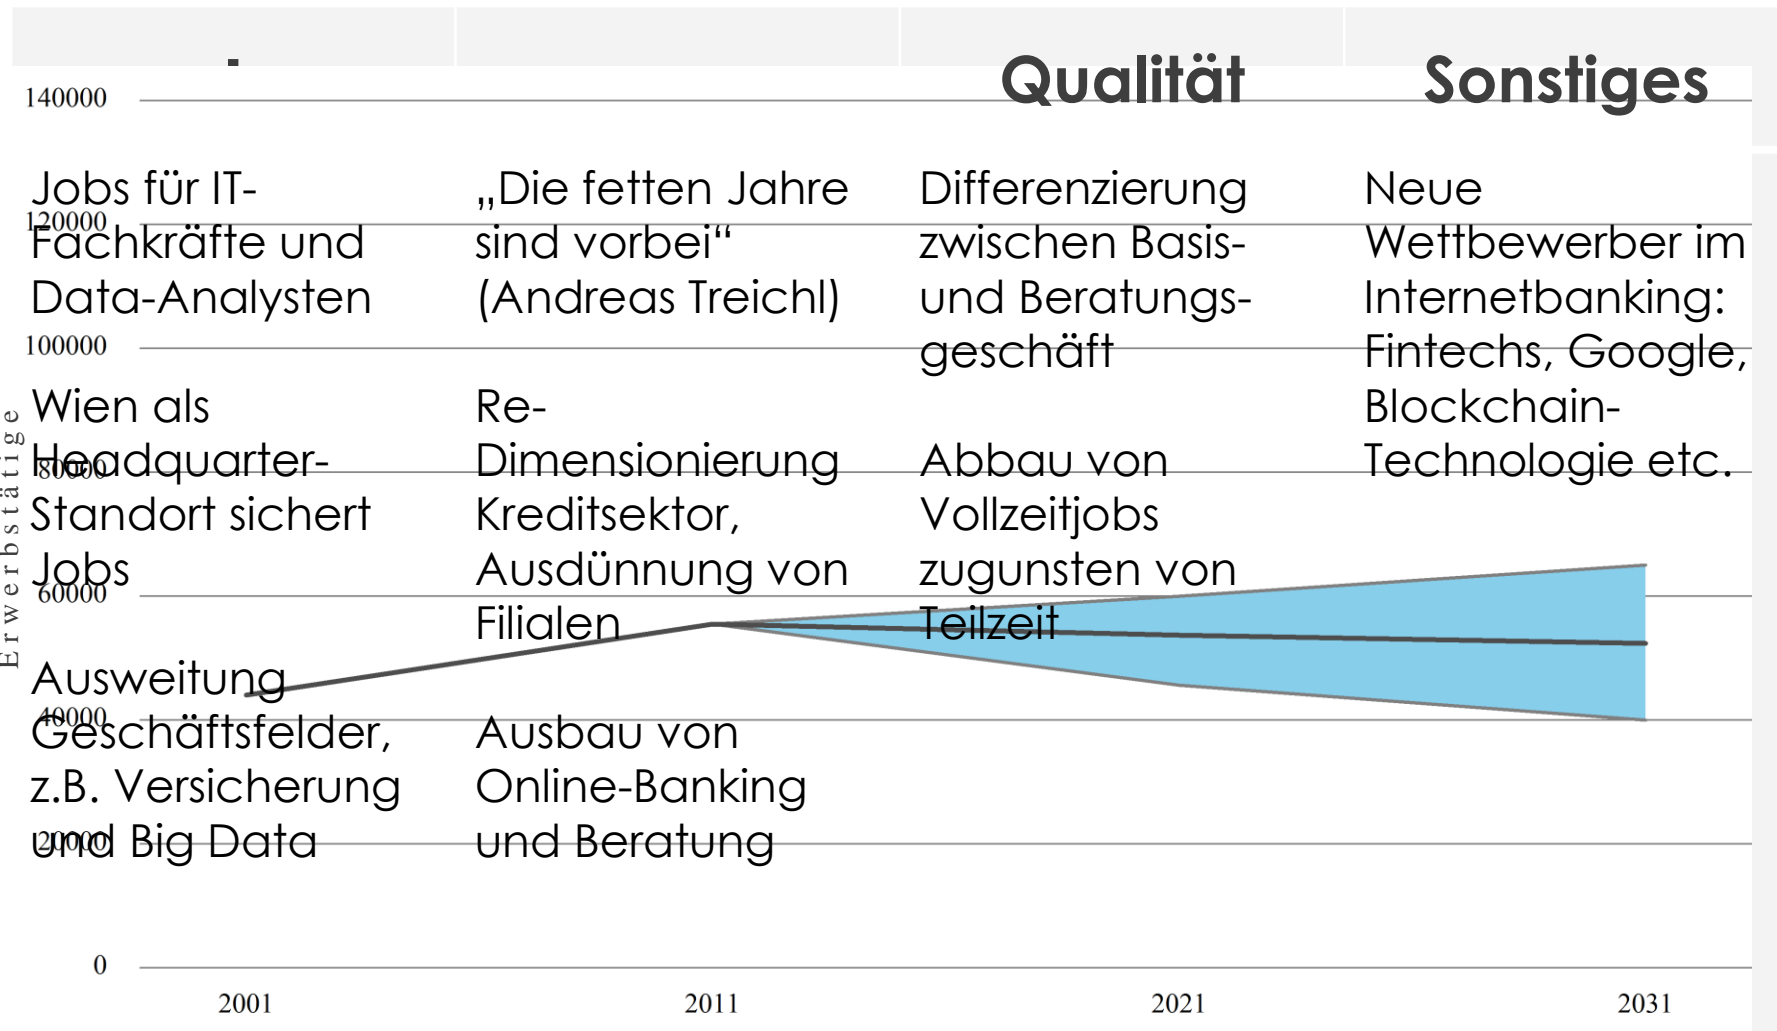 Qualität
Sonstiges
Jobs für IT-
Fachkräfte und
Data-Analysten
Wien als
Headquarter-
Standort sichert
Jobs
Ausweitung
Geschäftsfelder,
z.B. Versicherung
und Big Data
„Die fetten Jahre
sind vorbei“
(Andreas Treichl)
Re-
Dimensionierung
Kreditsektor,
Ausdünnung von
Filialen
Ausbau von
Online-Banking
und Beratung
Differenzierung
zwischen Basis-
und Beratungs-
geschäft
Abbau von
Vollzeitjobs
zugunsten von
Teilzeit
Neue
Wettbewerber im
Internetbanking:
Fintechs, Google,
Blockchain-
Technologie etc.
Erwerbstätige
140000
120000
100000
80000
60000
40000
20000
0
2001
2011
2021
2031